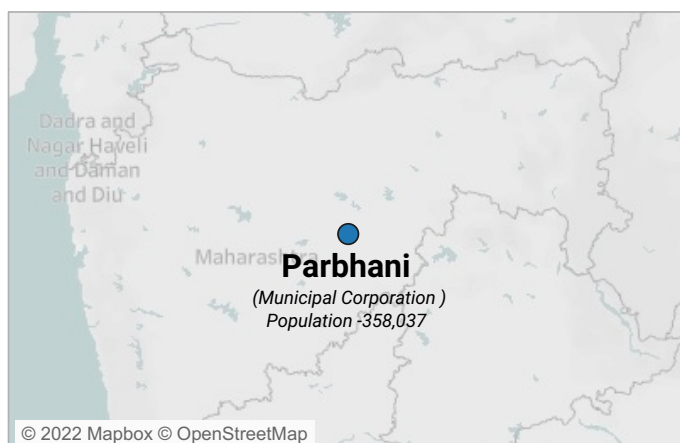 Dadra and
Nagar Haveli
and Daman
and Diu
Maharashtra
Parbhani
(Municipal Corporation )
Population -358,037
© 2022 Mapbox © OpenStreetMap